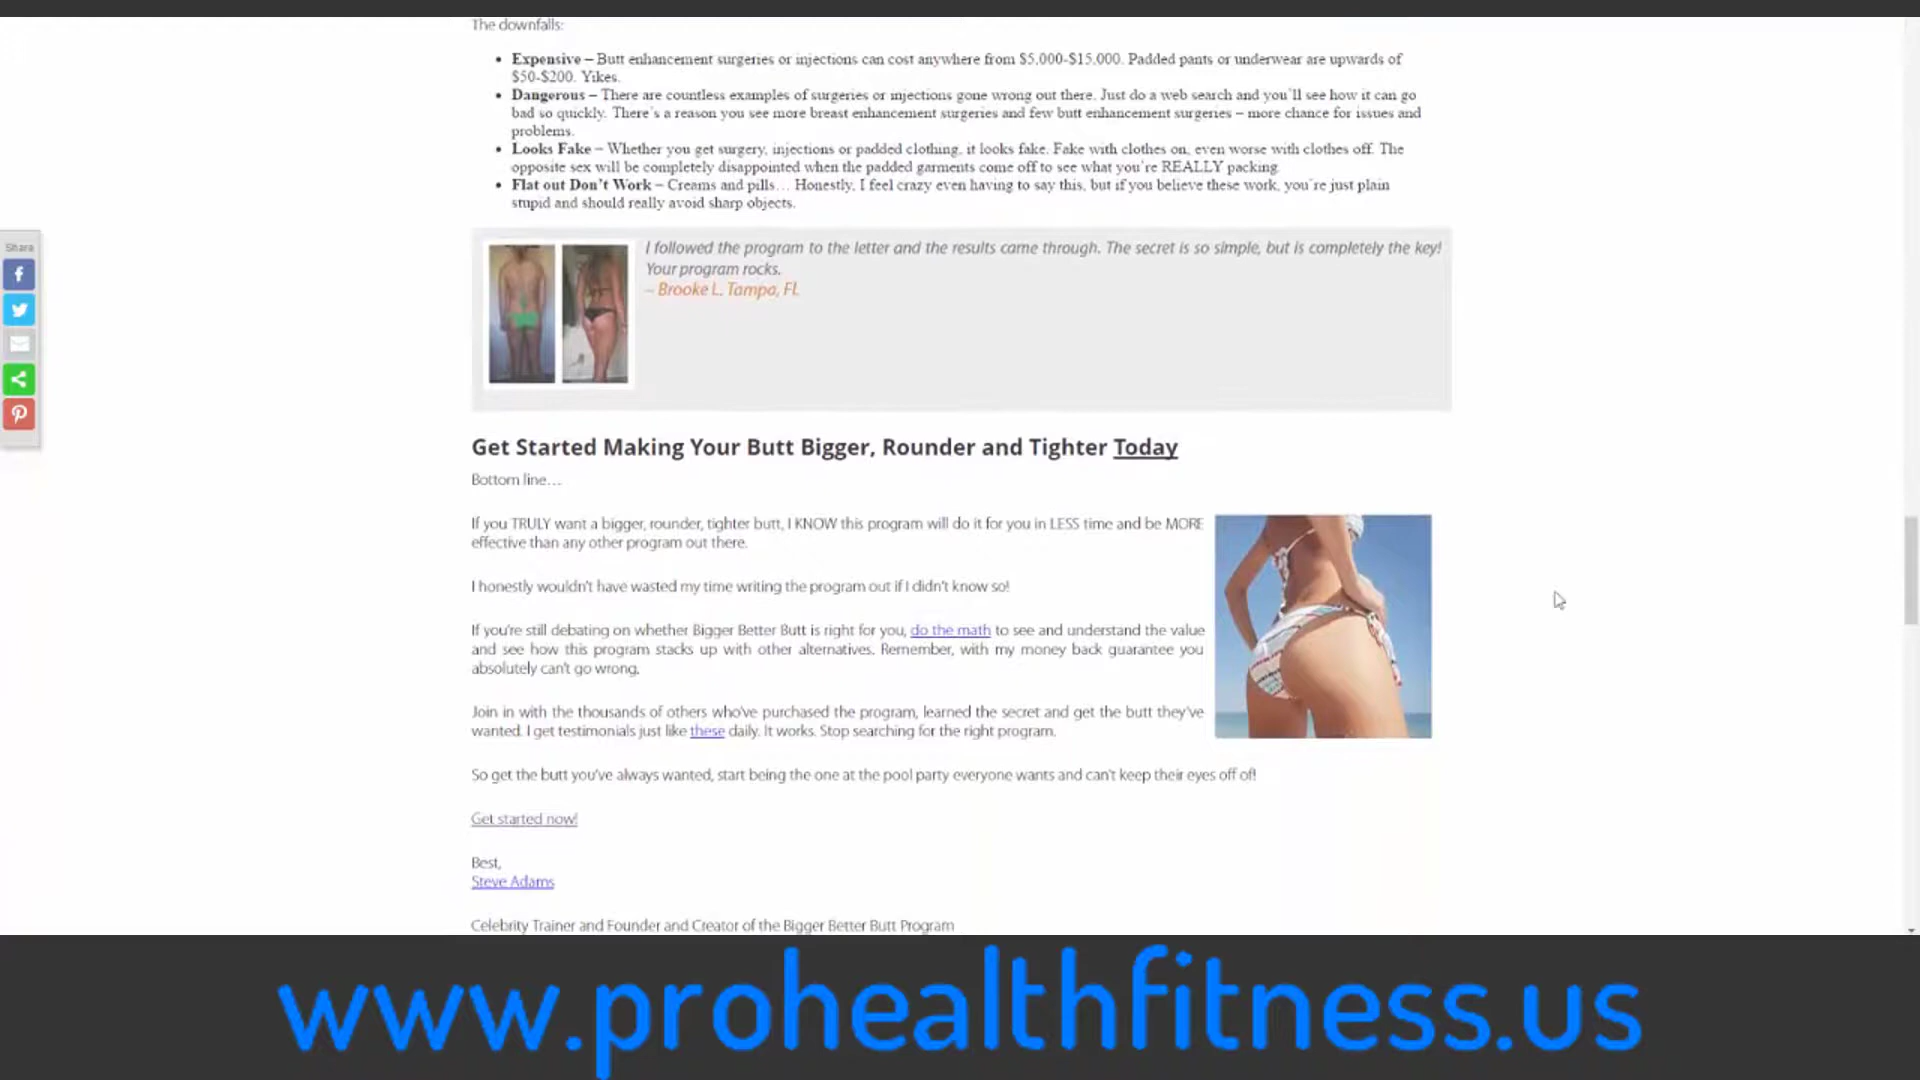 The downfalls:
• Expensive – Butt enhancement surgeries or injections can cost anywhere from $5,000-$15,000. Padded pants or underwear are upwards of
$50-$200. Yikes.
• Dangerous – There are countless examples of surgeries or injections gone wrong out there. Just do a web search and you'll see how it can go
bad so quickly. There's a reason you see more breast enhancement surgeries and few butt enhancement surgeries – more chance for issues and
problems.
• Looks Fake – Whether you get surgery, injections or padded clothing, it looks fake. Fake with clothes on, even worse with clothes off. The
opposite sex will be completely disappointed when the padded garments come off to see what you're REALLY packing.
• Flat out Don't Work – Creams and pills… Honestly, I feel crazy even having to say this, but if you believe these work, you're just plain
stupid and should really avoid sharp objects.
Share
I followed the program to the letter and the results came through. The secret is so simple, but is completely the key!
Your program rocks.
– Brooke L. Tampa, FL
Get Started Making Your Butt Bigger, Rounder and Tighter Today
Bottom line…
If you TRULY want a bigger, rounder, tighter butt, I KNOW this program will do it for you in LESS time and be MORE
effective than any other program out there.
I honestly wouldn't have wasted my time writing the program out if I didn't know so!
If you're still debating on whether Bigger Better Butt is right for you, do the math to see and understand the value
and see how this program stacks up with other alternatives. Remember, with my money back guarantee you
absolutely can't go wrong.
Join in with the thousands of others who've purchased the program, learned the secret and get the butt they've
wanted. I get testimonials just like these daily. It works. Stop searching for the right program.
So get the butt you've always wanted, start being the one at the pool party everyone wants and can't keep their eyes off of!
Get started now!
Best,
Steve Adams
Celebrity Trainer and Founder and Creator of the Bigger Better Butt Program
www.prohealthfitness.us